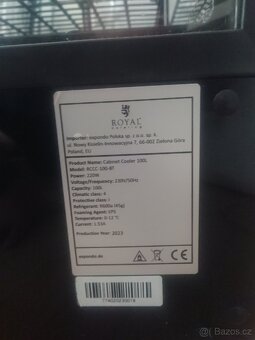 ROYAL
catering
Importer: expondo Polska sp. z o.o. sp. k.
ul. Nowy Kisielin-Innowacyjna 7, 66-002 Zielona Góra
Poland, EU
Product Name: Cabinet Cooler 100L
Model: RCCC-100-BT
Power: 220W
Voltage/Frequency: 230V/50Hz
Capacity: 100L
Climatic class: 4
Protective class: I
Refrigerant: R600a (45g)
Foaming Agent: EPS
Temperature: 0-12 ℃
Current: 1.53A
Production Year: 2023
expondo.de
CE
bazos.cz